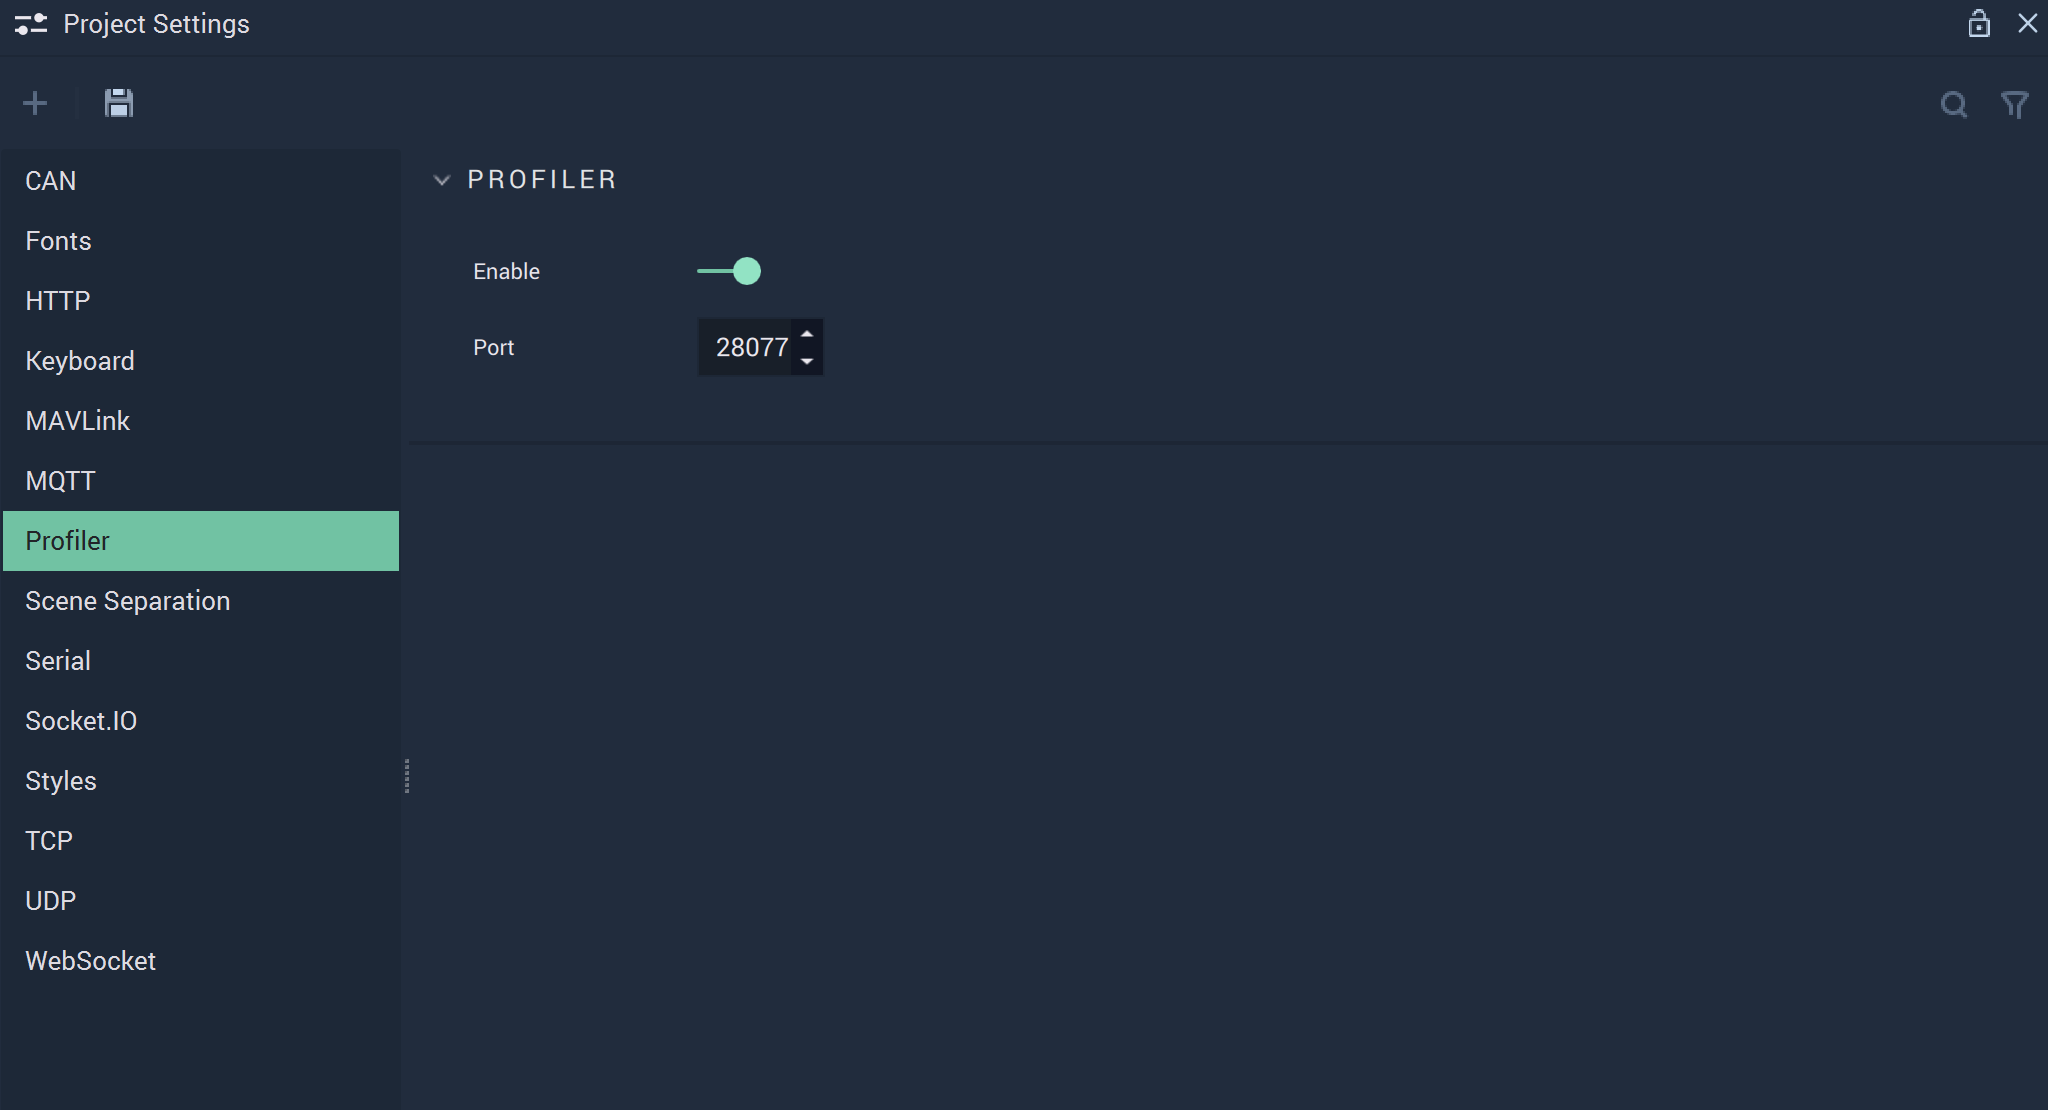 Project Settings
CAN
Fonts
HTTP
Keyboard
MAVLink
MQTT
Profiler
Scene Separation
Serial
Socket.IO
Styles
TCP
UDP
WebSocket
PROFILER
Enable
Port 28077